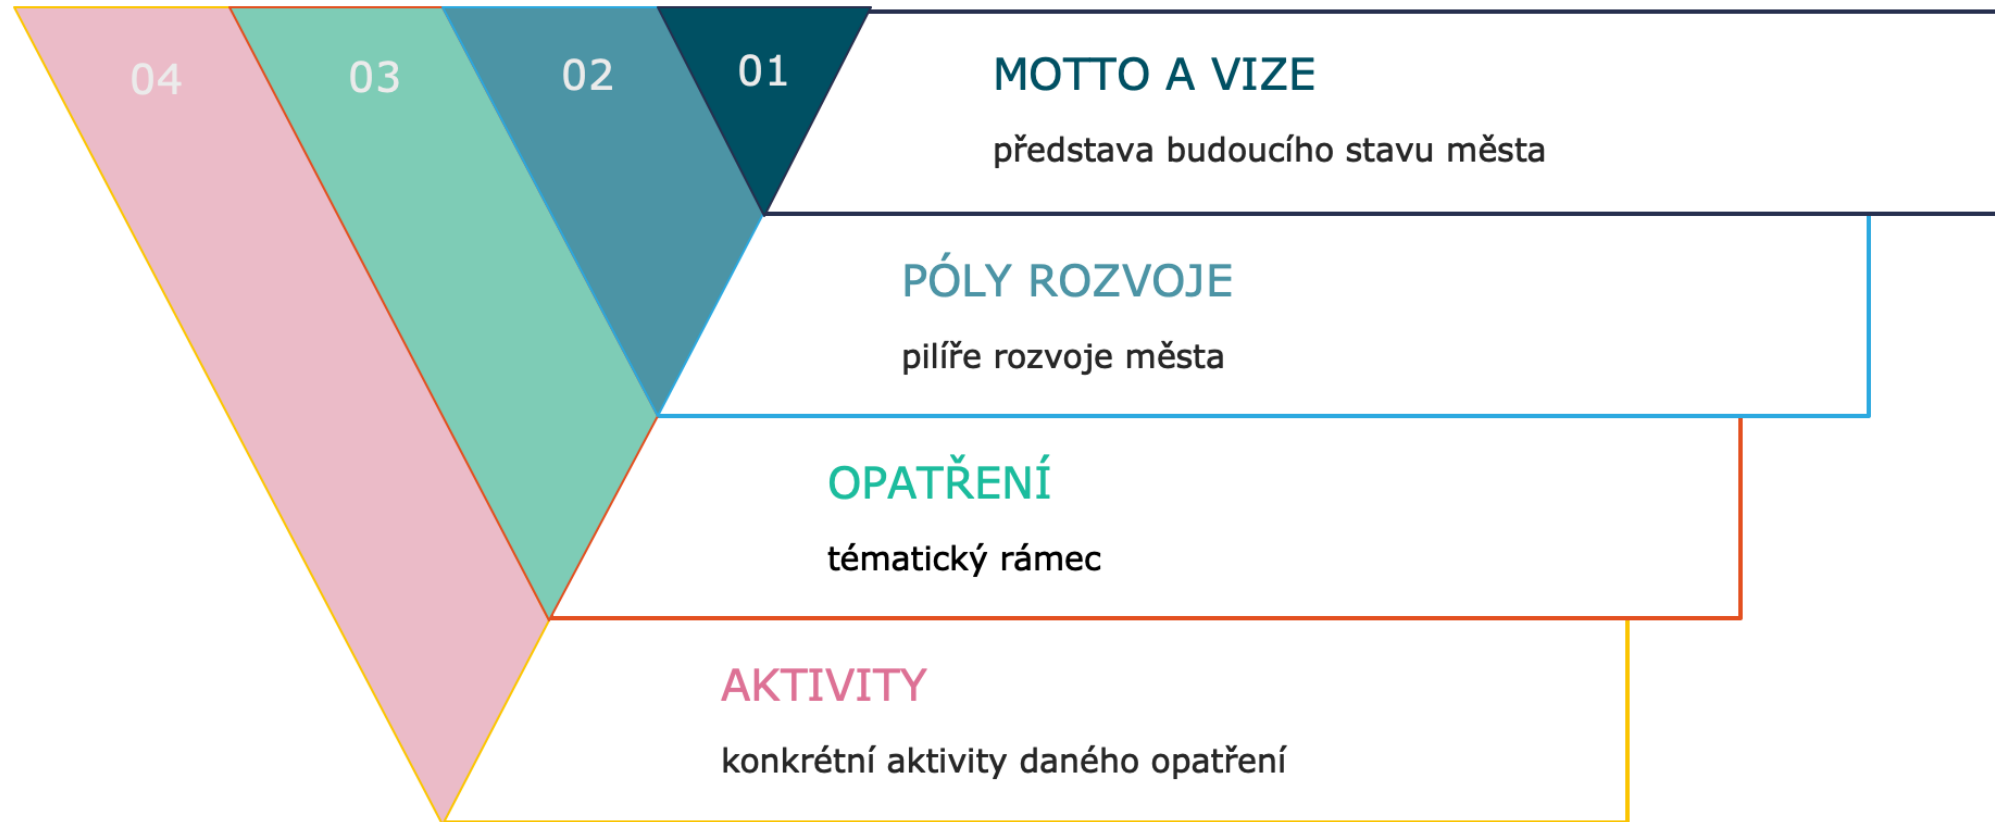 04 03 02 01
MOTTO A VIZE
představa budoucího stavu města
PÓLY ROZVOJE
pilíře rozvoje města
OPATŘENÍ
tématický rámec
AKTIVITY
konkrétní aktivity daného opatření